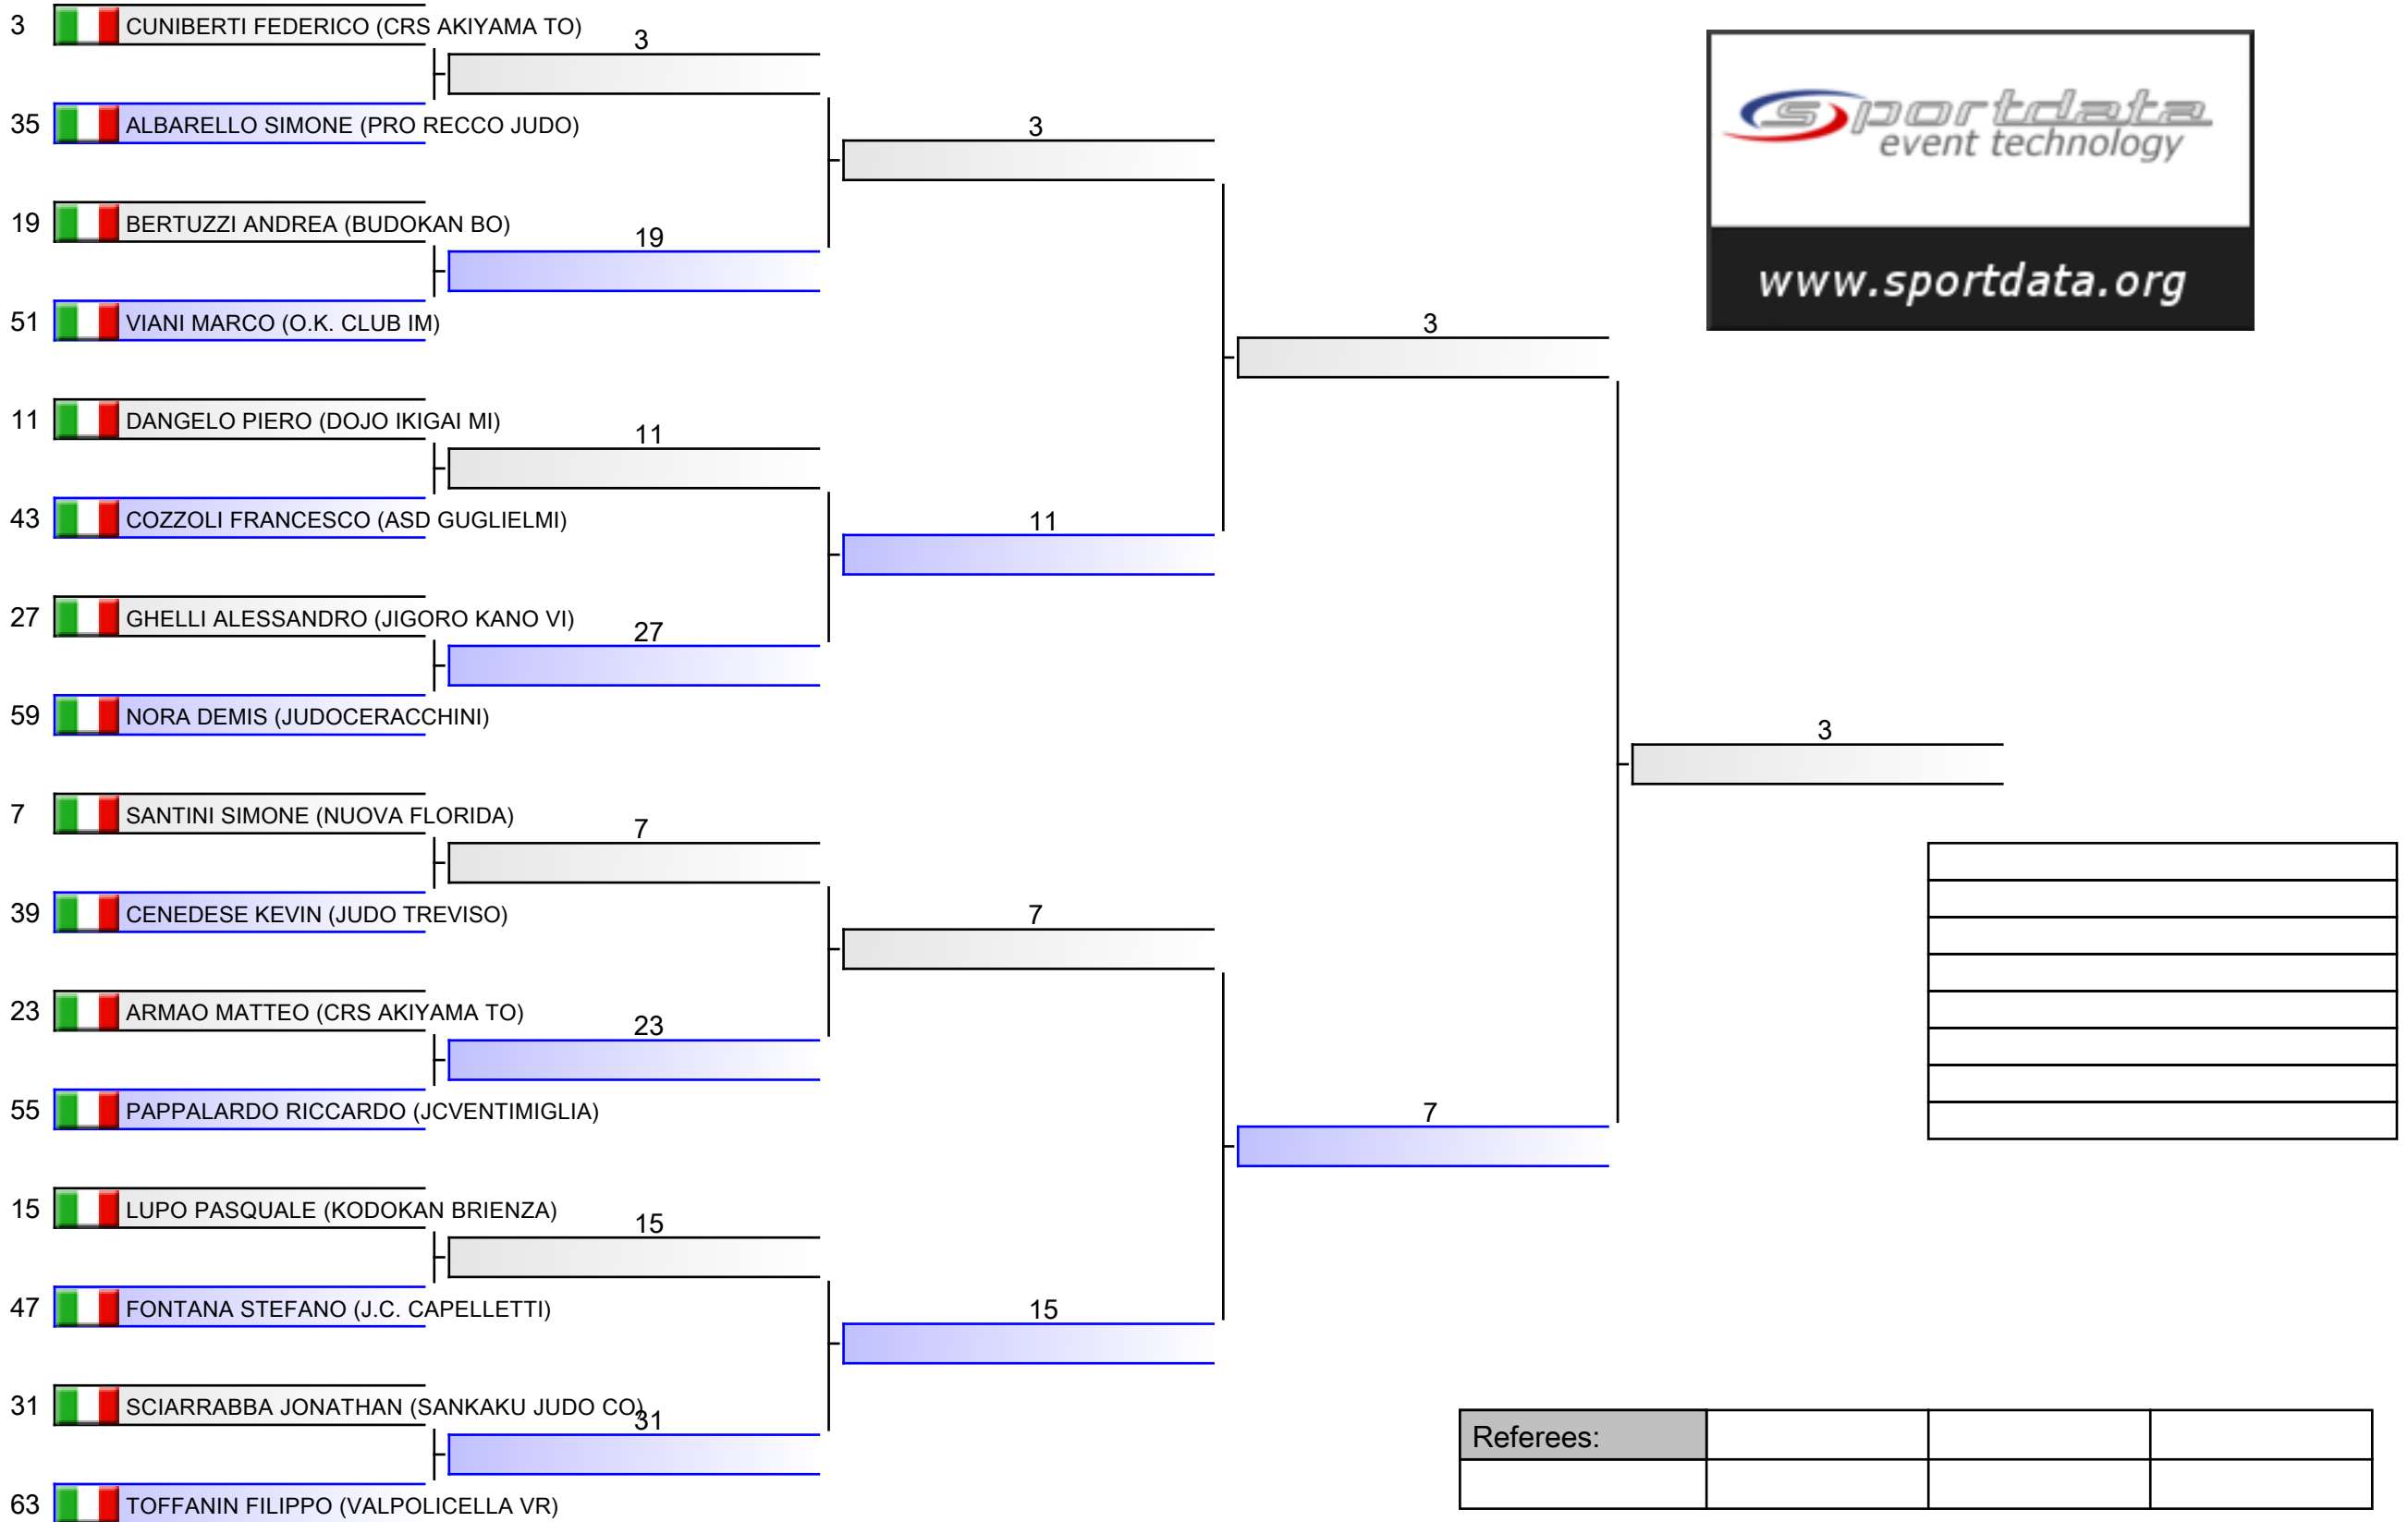 3 CUNIBERTI FEDERICO (CRS AKIYAMA TO)
3
35 ALBARELLO SIMONE (PRO RECCO JUDO)
3
19 BERTUZZI ANDREA (BUDOKAN BO)
19
51 VIANI MARCO (O.K. CLUB IM)
3
11 DANGELO PIERO (DOJO IKIGAI MI)
11
43 COZZOLI FRANCESCO (ASD GUGLIELMI)
11
27 GHELLI ALESSANDRO (JIGORO KANO VI)
27
59 NORA DEMIS (JUDOCERACCHINI)
3
7 SANTINI SIMONE (NUOVA FLORIDA)
7
39 CENEDESE KEVIN (JUDO TREVISO)
7
23 ARMAO MATTEO (CRS AKIYAMA TO)
23
55 PAPPALARDO RICCARDO (JCVENTIMIGLIA)
7
15 LUPO PASQUALE (KODOKAN BRIENZA)
15
47 FONTANA STEFANO (J.C. CAPELLETTI)
15
31 SCIARRABBA JONATHAN (SANKAKU JUDO CO)
31
63 TOFFANIN FILIPPO (VALPOLICELLA VR)
sportdata
event technology
www.sportdata.org
Referees: